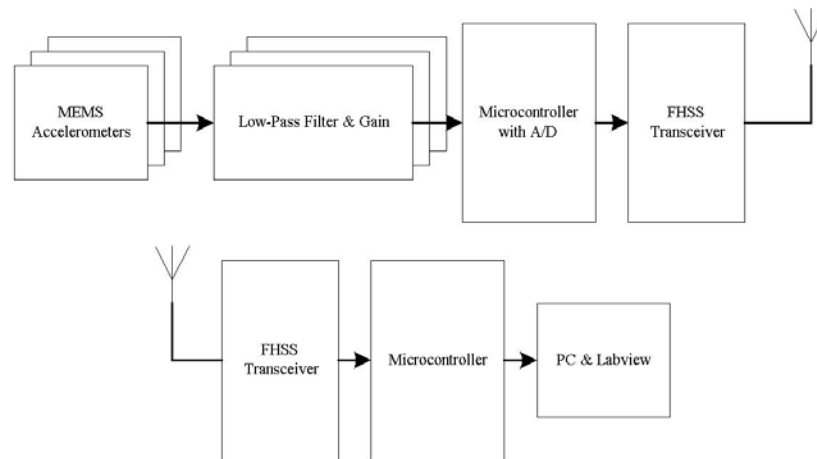 MEMS
Accelerometers
Low-Pass Filter & Gain
Microcontroller
with A/D
FHSS
Transceiver
FHSS
Transceiver
Microcontroller
PC & Labview